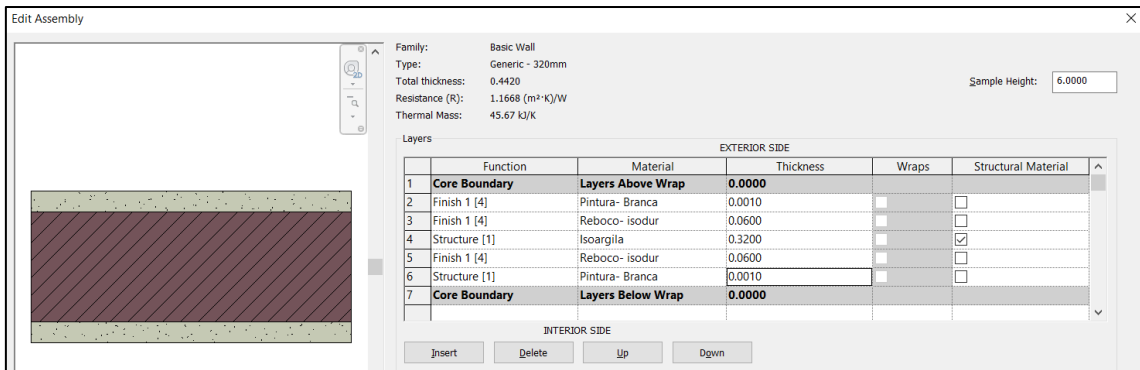 Edit Assembly
2D
Family: Basic Wall
Type: Generic - 320mm
Total thickness: 0.4420
Resistance (R): 1.1668 (m²·K)/W
Thermal Mass: 45.67 kJ/K
Sample Height: 6.0000
Layers
EXTERIOR SIDE
Function Material Thickness Wraps Structural Material
1 Core Boundary Layers Above Wrap 0.0000
2 Finish 1 [4] Pintura- Branca 0.0010
3 Finish 1 [4] Reboco- isodur 0.0600
4 Structure [1] Isoargila 0.3200
5 Finish 1 [4] Reboco- isodur 0.0600
6 Structure [1] Pintura- Branca 0.0010
7 Core Boundary Layers Below Wrap 0.0000
INTERIOR SIDE
Insert Delete Up Down